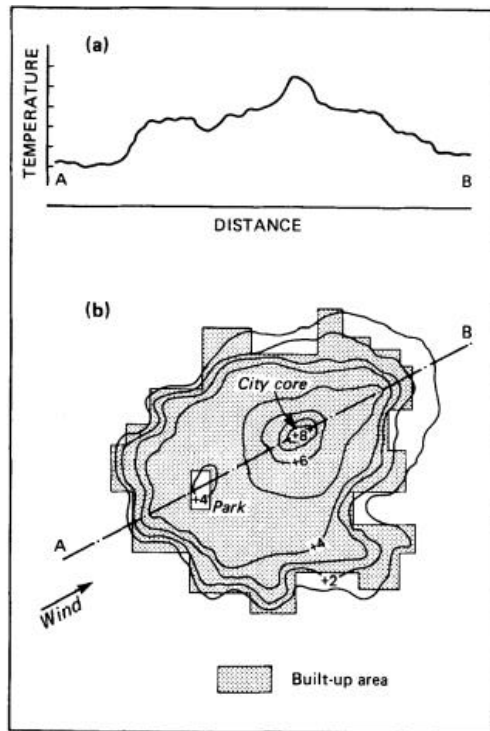 (a)
TEMPERATURE
A
B
DISTANCE
(b)
B
City core
+8
+6
+4
Park
A
+4
+2
Wind
Built-up area